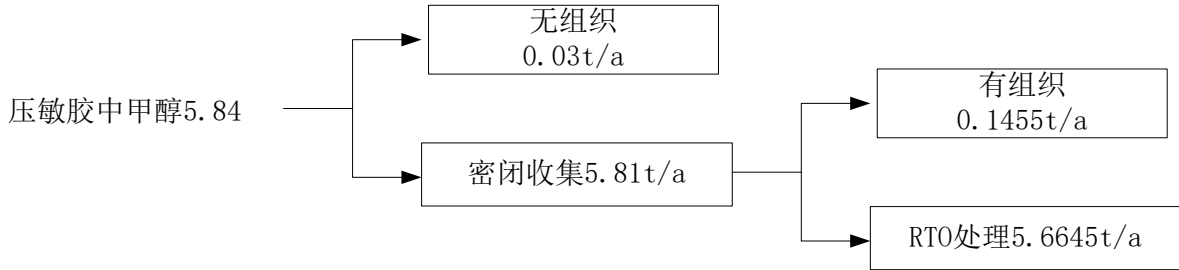 无组织
0.03t/a
压敏胶中甲醇5.84
密闭收集5.81t/a
有组织
0.1455t/a
RTO处理5.6645t/a